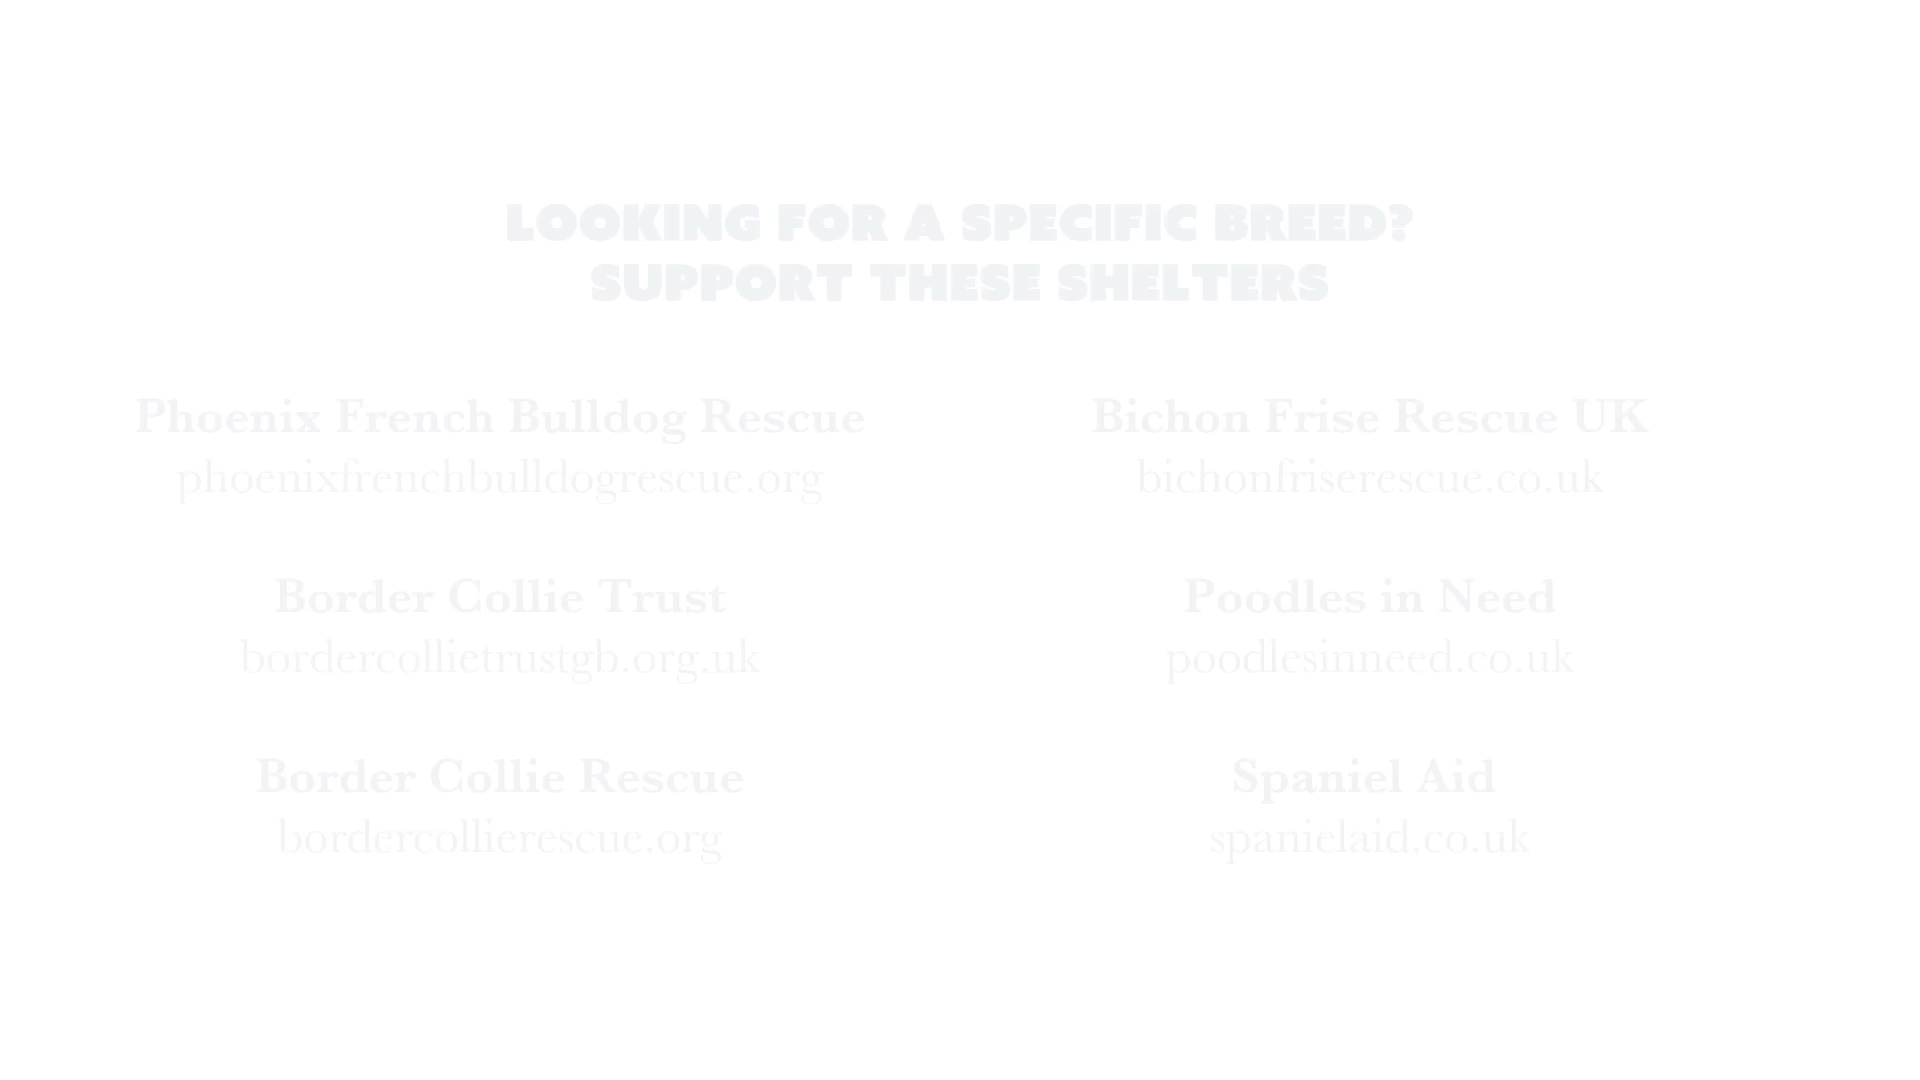 LOOKING FOR A SPECIFIC BREED?
SUPPORT THESE SHELTERS
Phoenix French Bulldog Rescue
phoenixfrenchbulldogrescue.org
Border Collie Trust
bordercollietrustgb.org.uk
Border Collie Rescue
bordercollierescue.org
Bichon Frise Rescue UK
bichonfriserescue.co.uk
Poodles in Need
poodlesinneed.co.uk
Spaniel Aid
spanielaid.co.uk